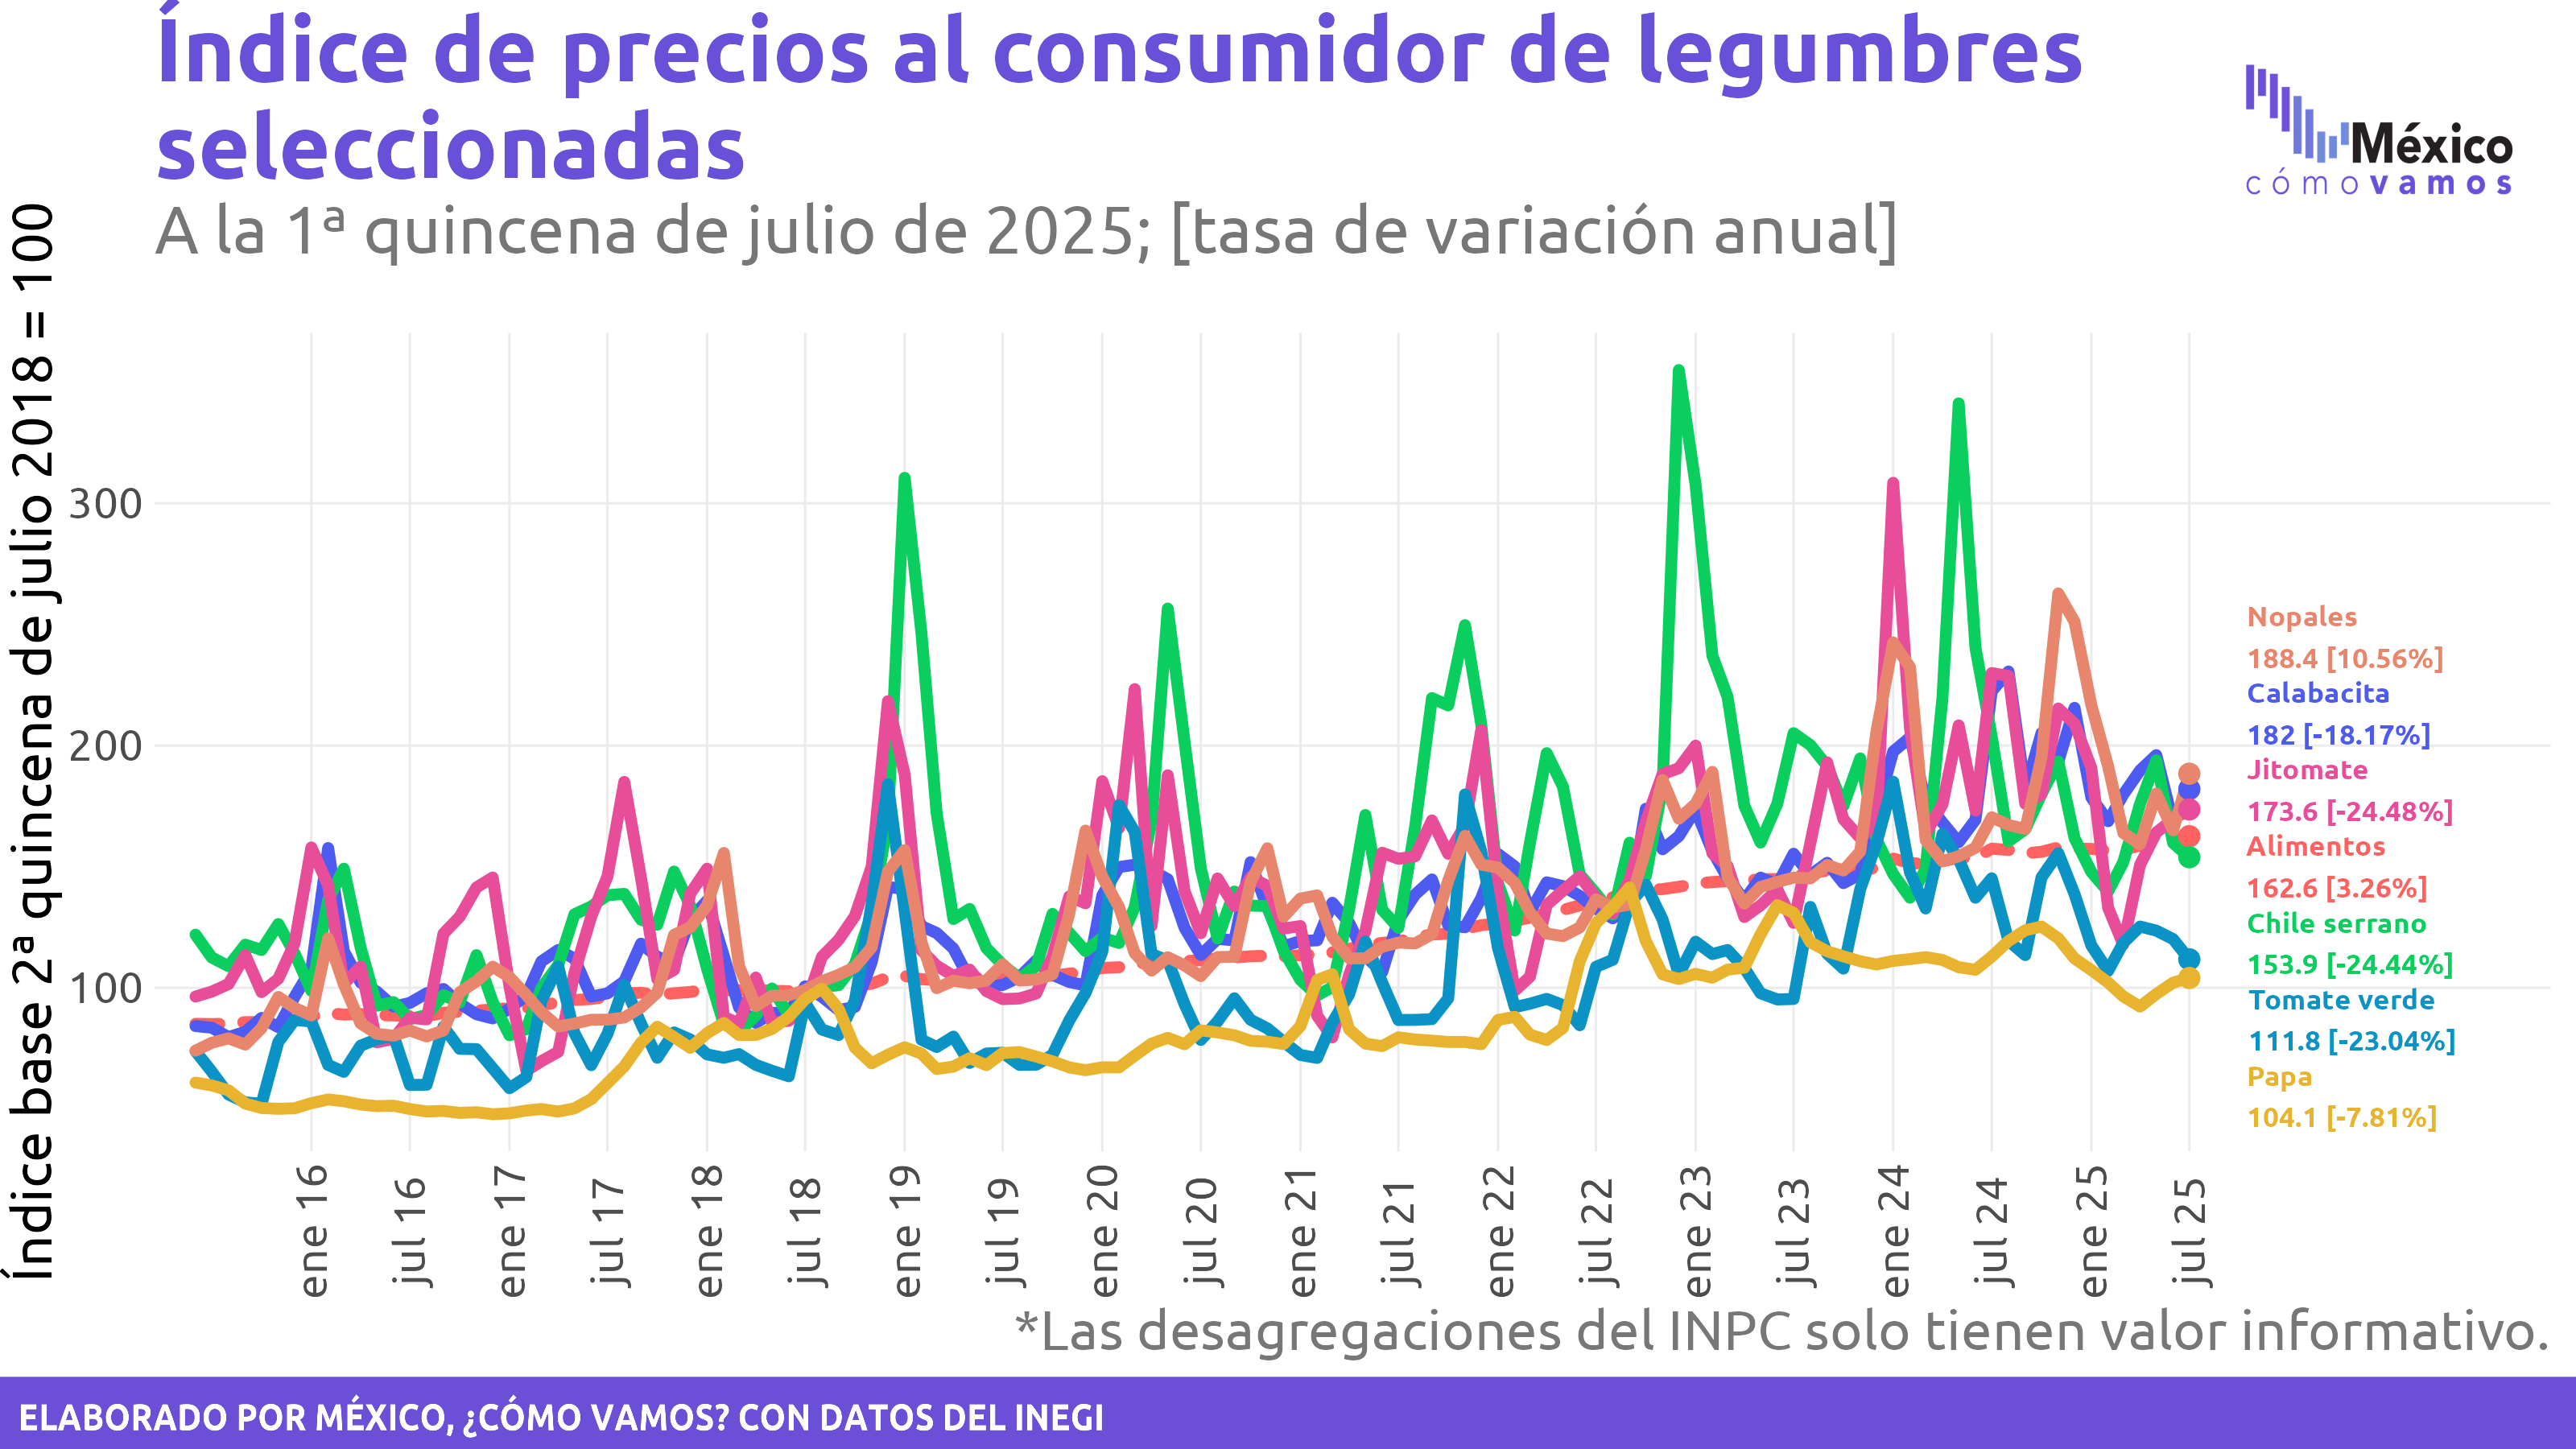 Índice de precios al consumidor de legumbres
seleccionadas
A la 1ª quincena de julio de 2025; [tasa de variación anual]
México
cómovamos
Índice base 2ª quincena de julio 2018 = 100
300
200
100
Nopales
188.4 [10.56%]
Calabacita
182 [-18.17%]
Jitomate
173.6 [-24.48%]
Alimentos
162.6 [3.26%]
Chile serrano
153.9 [-24.44%]
Tomate verde
111.8 [-23.04%]
Papa
104.1 [-7.81%]
ene 16
jul 16
ene 17
jul 17
ene 18
jul 18
ene 19
jul 19
ene 20
jul 20
ene 21
jul 21
ene 22
jul 22
ene 23
jul 23
ene 24
jul 24
ene 25
jul 25
*Las desagregaciones del INPC solo tienen valor informativo.
ELABORADO POR MÉXICO, ¿CÓMO VAMOS? CON DATOS DEL INEGI